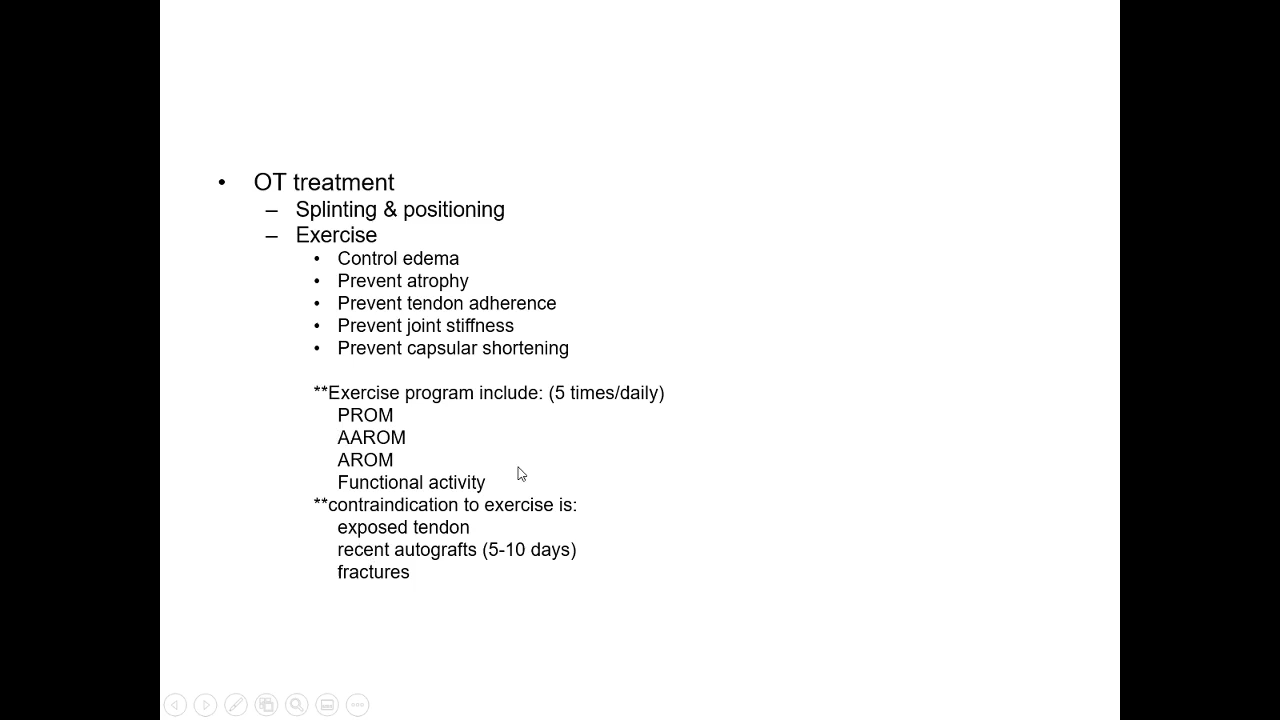 • OT treatment
– Splinting & positioning
– Exercise
• Control edema
• Prevent atrophy
• Prevent tendon adherence
• Prevent joint stiffness
• Prevent capsular shortening
**Exercise program include: (5 times/daily)
PROM
AAROM
AROM
Functional activity
**contraindication to exercise is:
exposed tendon
recent autografts (5-10 days)
fractures